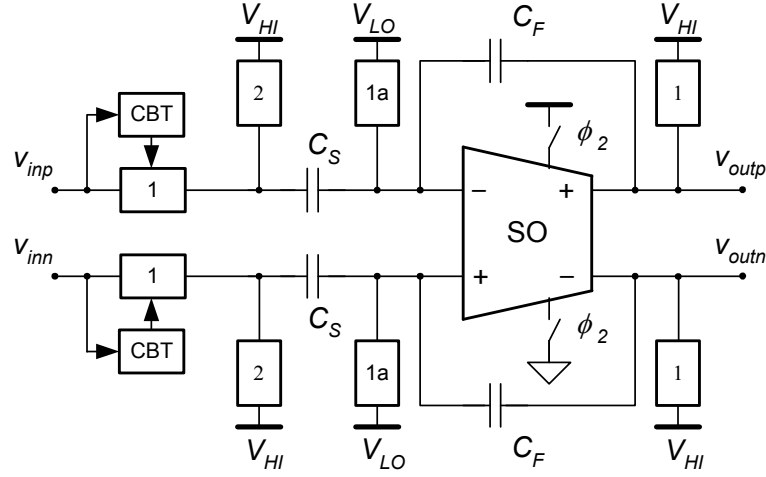 V_HI V_LO C_F V_HI
CBT 2 1a 1
C_S ϕ_2
v_inp 1 − + v_outp
SO
v_inn 1 + − v_outn
C_S ϕ_2
CBT 2 1a 1
V_HI V_LO C_F V_HI